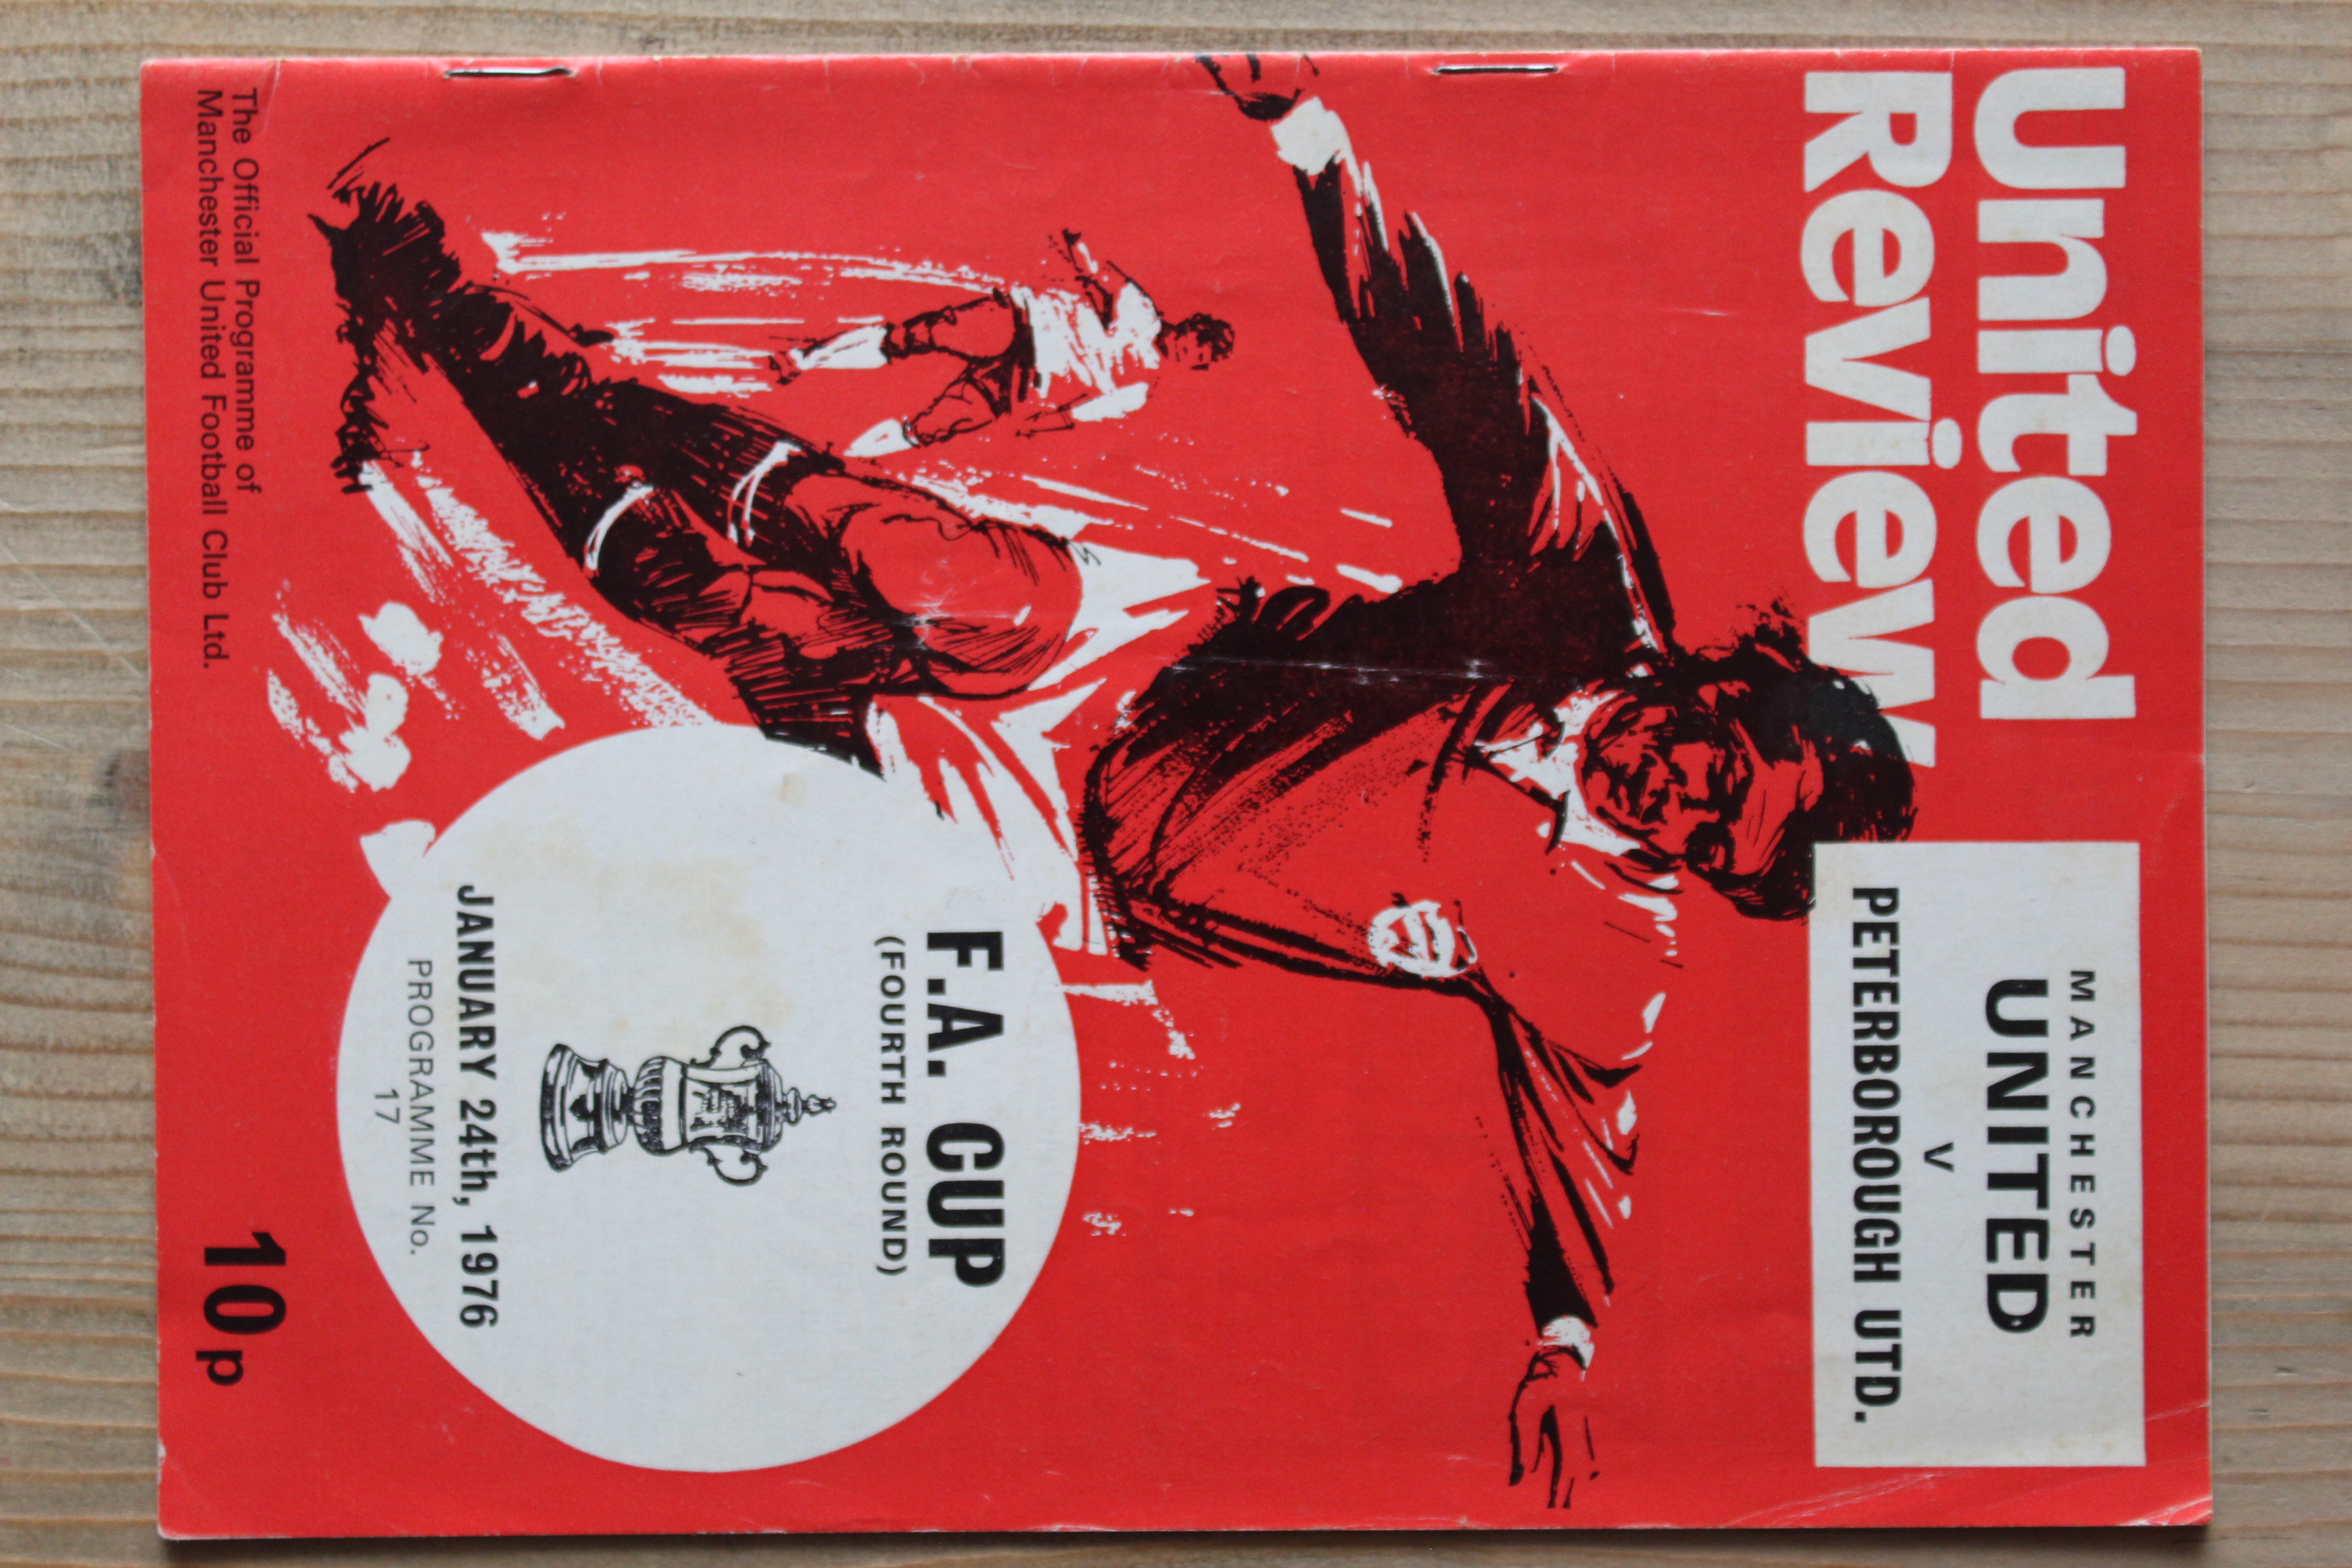 United
Review
MANCHESTER
UNITED
V
PETERBOROUGH UTD.
F.A. CUP
(FOURTH ROUND)
JANUARY 24th, 1976
PROGRAMME No.
17
The Official Programme of
Manchester United Football Club Ltd.
10p